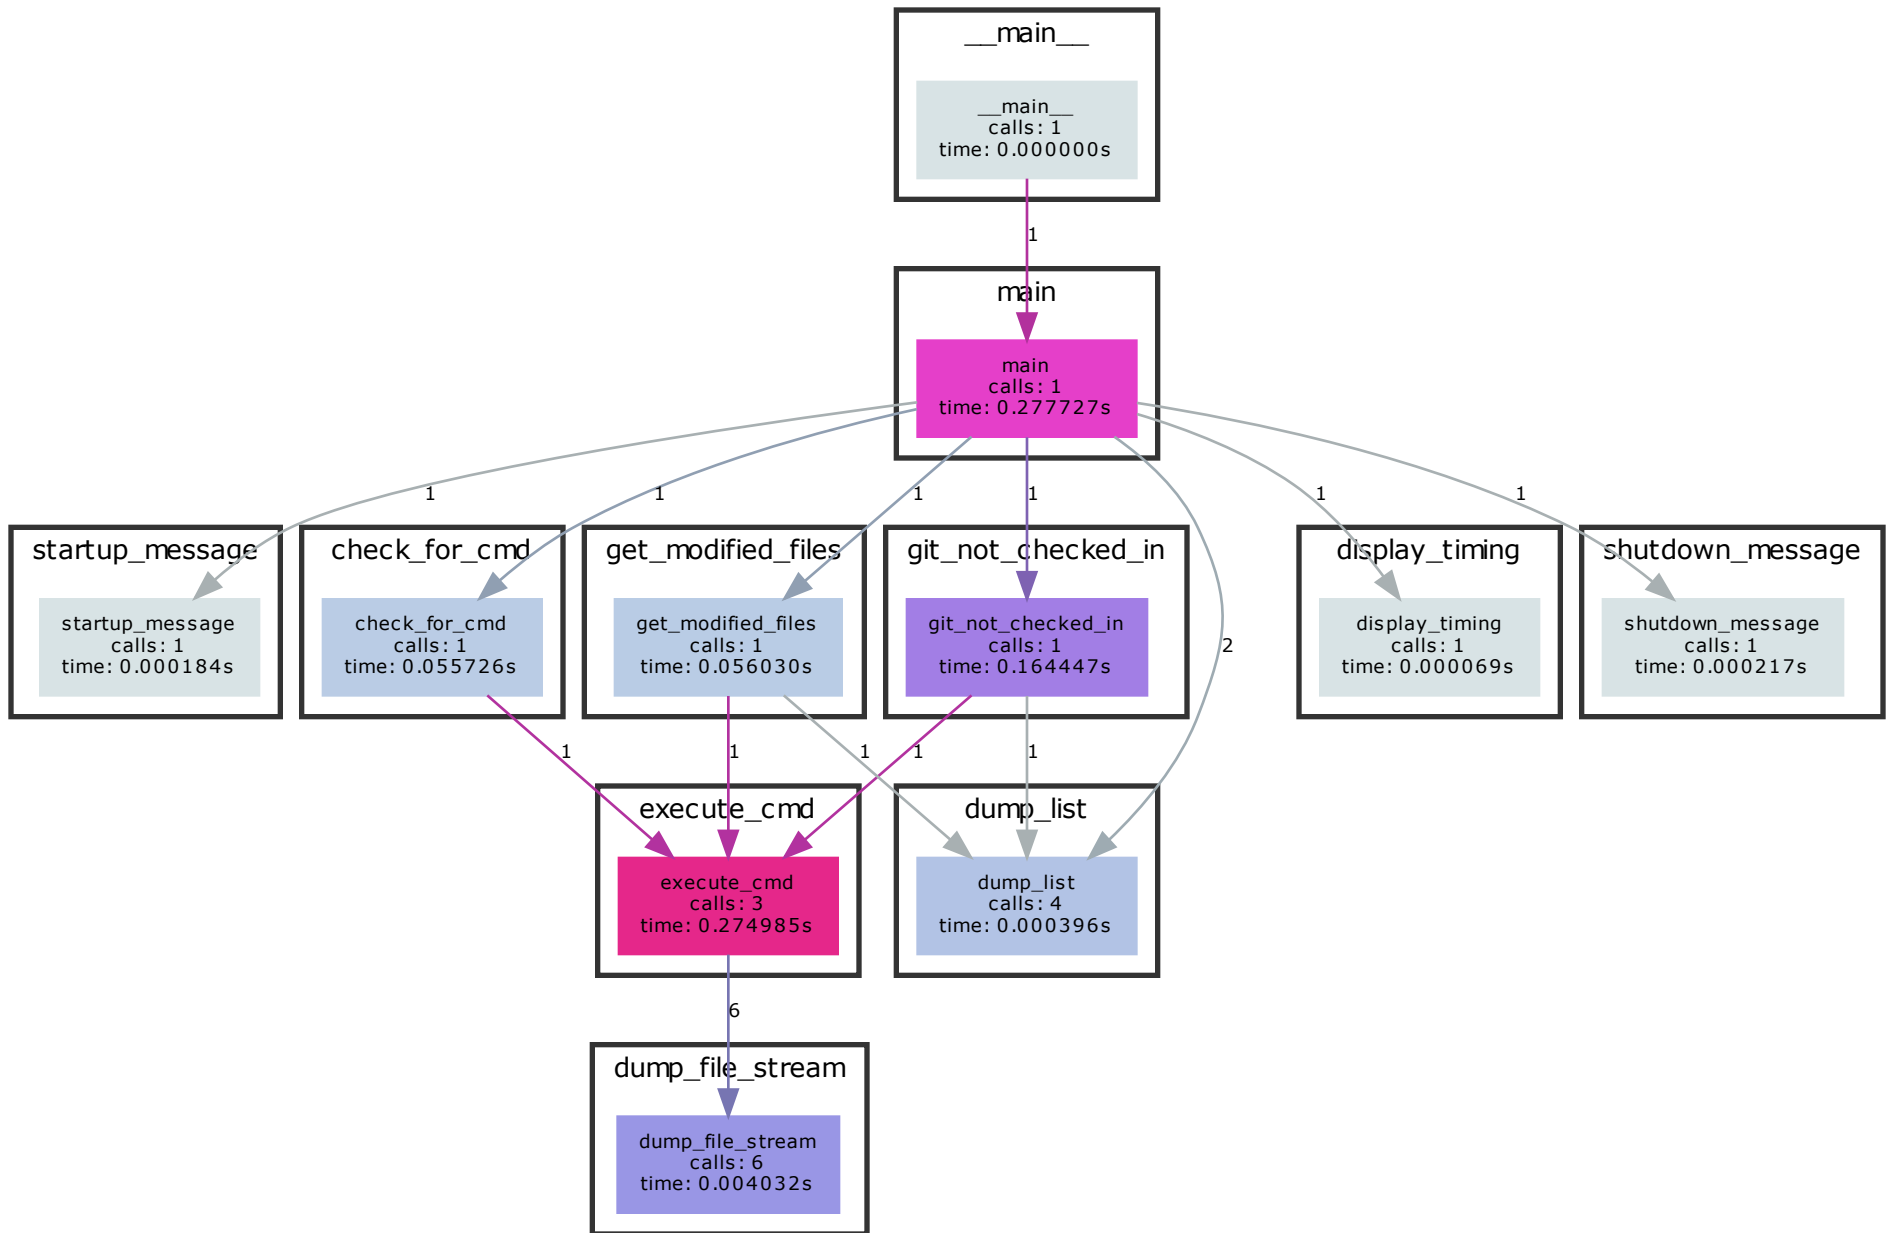 __main__
__main__
calls: 1
time: 0.000000s
1
main
main
calls: 1
time: 0.277727s
1
1
1
1
1
1
startup_message
startup_message
calls: 1
time: 0.000184s
check_for_cmd
check_for_cmd
calls: 1
time: 0.055726s
get_modified_files
get_modified_files
calls: 1
time: 0.056030s
git_not_checked_in
git_not_checked_in
calls: 1
time: 0.164447s
2
display_timing
display_timing
calls: 1
time: 0.000069s
shutdown_message
shutdown_message
calls: 1
time: 0.000217s
1
1
1
1
1
execute_cmd
execute_cmd
calls: 3
time: 0.274985s
dump_list
dump_list
calls: 4
time: 0.000396s
6
dump_file_stream
dump_file_stream
calls: 6
time: 0.004032s